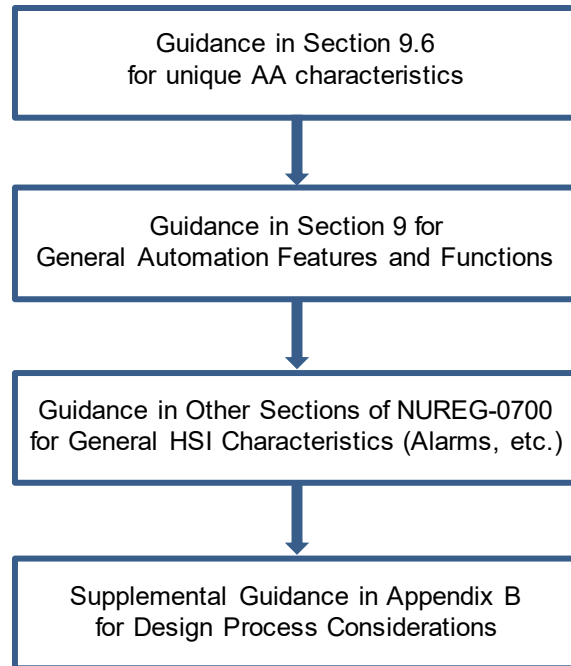 Guidance in Section 9.6
for unique AA characteristics
Guidance in Section 9 for
General Automation Features and Functions
Guidance in Other Sections of NUREG-0700
for General HSI Characteristics (Alarms, etc.)
Supplemental Guidance in Appendix B
for Design Process Considerations